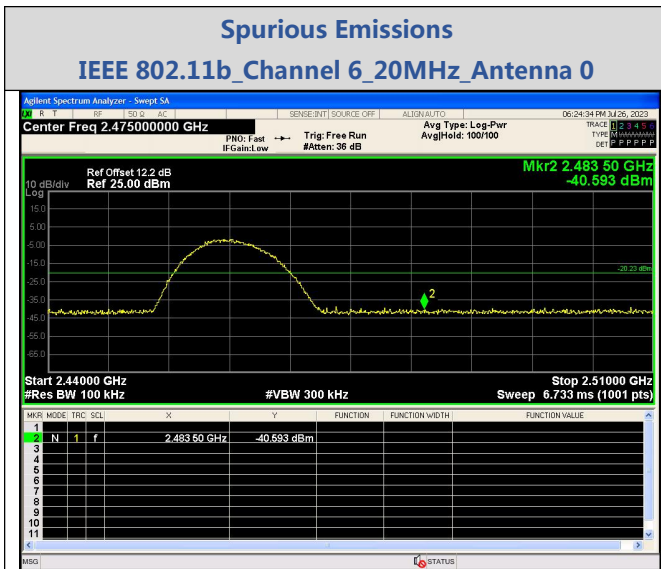 Spurious Emissions
IEEE 802.11b_Channel 6_20MHz_Antenna 0
Agilent Spectrum Analyzer - Swept SA
R T RF 50 Ω AC SENSE:INT SOURCE OFF ALIGNAUTO 06:24:34 PM Jul 26, 2023
Center Freq 2.475000000 GHz
PNO: Fast
IFGain:Low
Trig: Free Run
#Atten: 36 dB
Avg Type: Log-Pwr
Avg|Hold: 100/100
TRACE 1 2 3 4 5 6
TYPE M
DET P P P P P P
Mkr2 2.483 50 GHz
-40.593 dBm
Ref Offset 12.2 dB
10 dB/div Ref 25.00 dBm
Log
15.0
5.00
-5.00
-15.0
-20.23 dBm
-25.0
-35.0
2
-45.0
-55.0
-65.0
Start 2.44000 GHz Stop 2.51000 GHz
#Res BW 100 kHz #VBW 300 kHz Sweep 6.733 ms (1001 pts)
MKR MODE TRC SCL X Y FUNCTION FUNCTION WIDTH FUNCTION VALUE
1
2 N 1 f 2.483 50 GHz -40.593 dBm
3
4
5
6
7
8
9
10
11
MSG STATUS